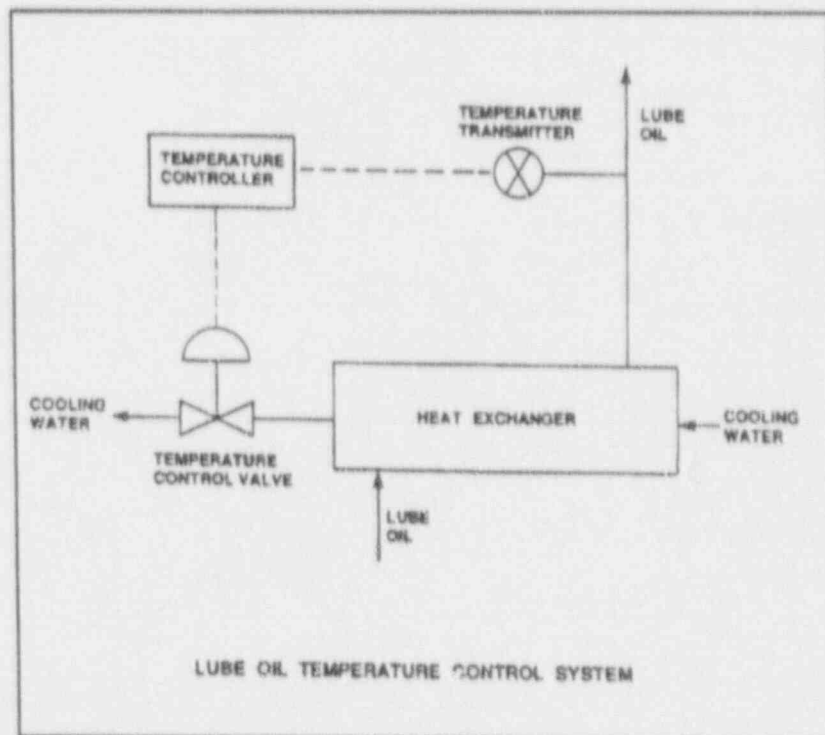 TEMPERATURE
TRANSMITTER
LUBE
OIL
TEMPERATURE
CONTROLLER
COOLING
WATER
HEAT EXCHANGER
COOLING
WATER
TEMPERATURE
CONTROL VALVE
LUBE
OIL
LUBE OIL TEMPERATURE CONTROL SYSTEM